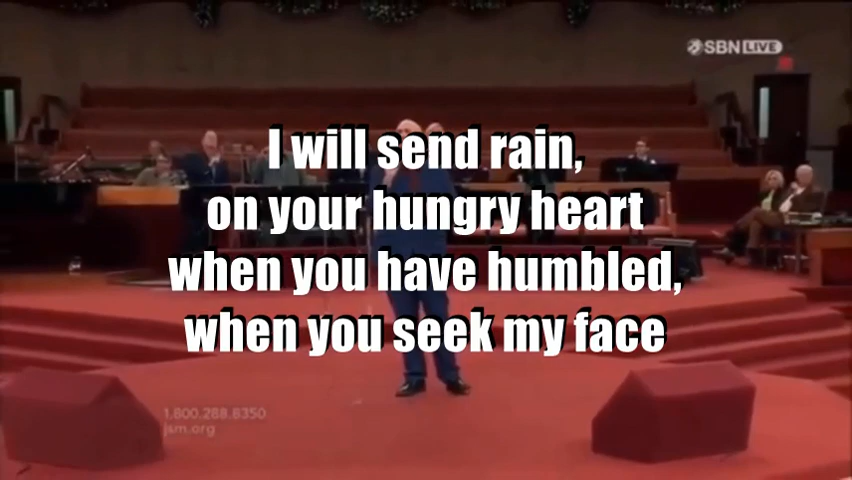 SBN LIVE
I will send rain,
on your hungry heart
when you have humbled,
when you seek my face
1.800.288.8350
jsm.org